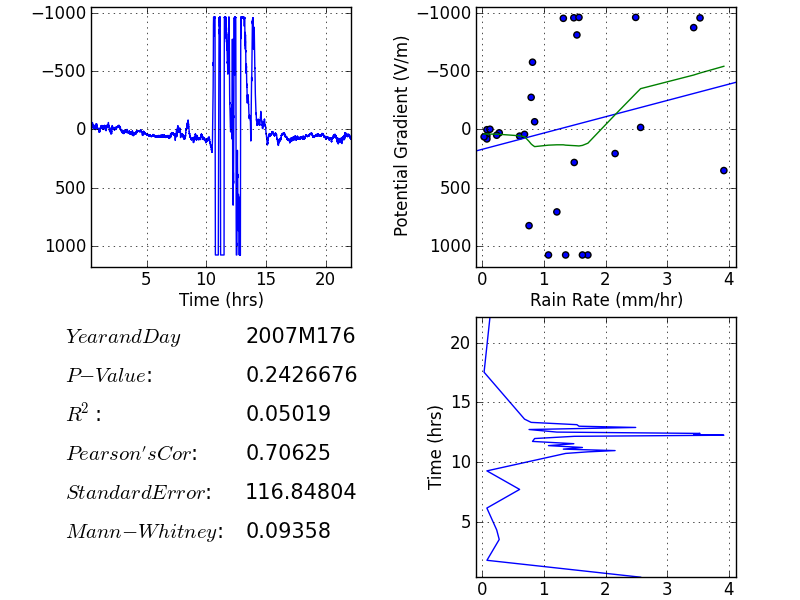 −1000
−500
0
500
1000
5
10
15
20
Time (hrs)
−1000
−500
0
500
1000
Potential Gradient (V/m)
0
1
2
3
4
Rain Rate (mm/hr)
YearandDay 2007M176
P−Value: 0.2426676
R²: 0.05019
Pearson'sCor: 0.70625
StandardError: 116.84804
Mann−Whitney: 0.09358
20
15
10
5
Time (hrs)
0
1
2
3
4